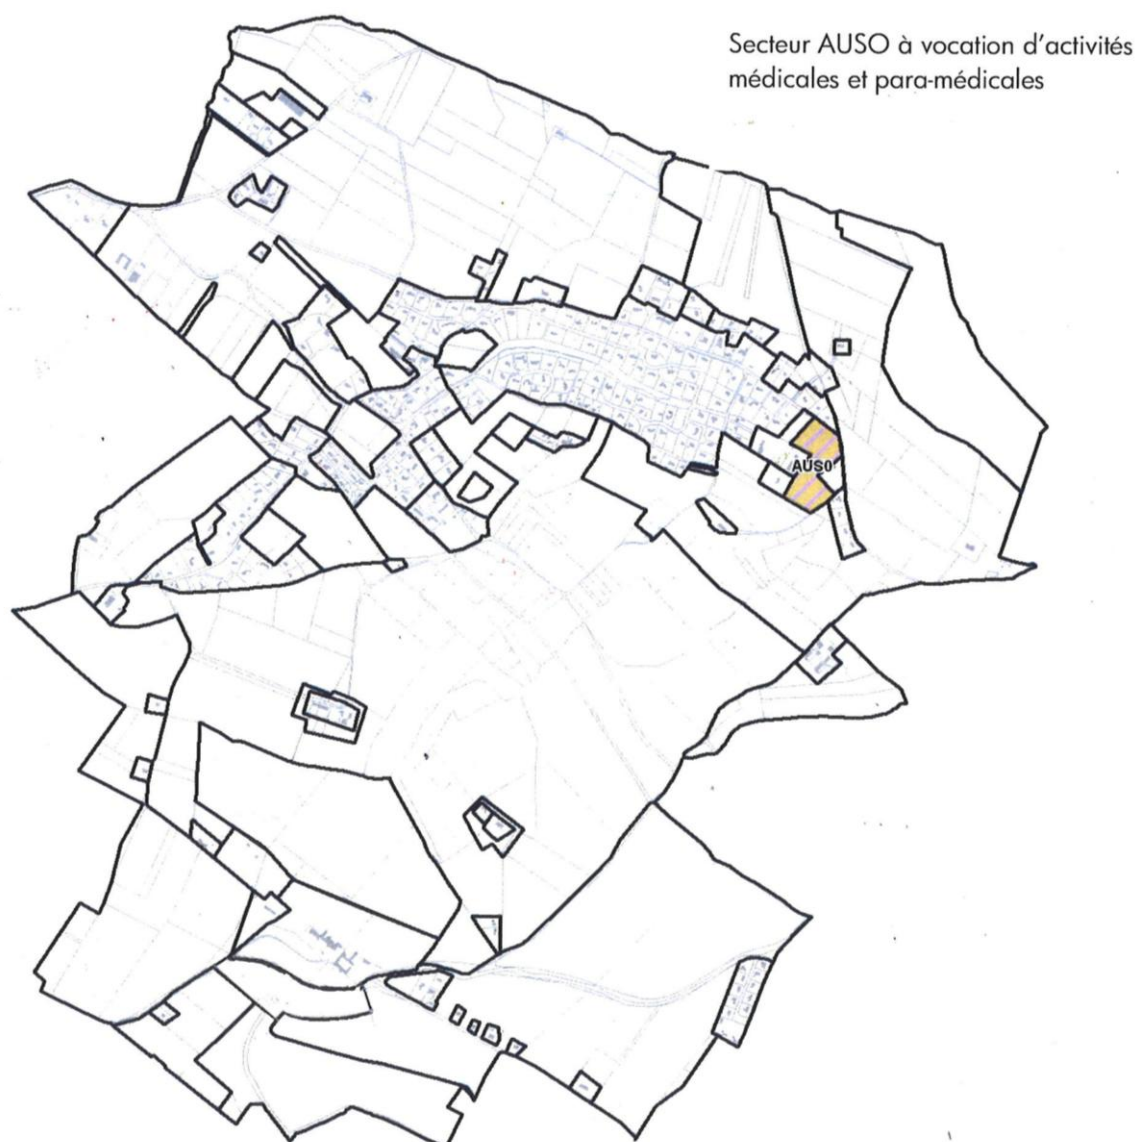 Secteur AUSO à vocation d'activités
médicales et para-médicales
AUS0